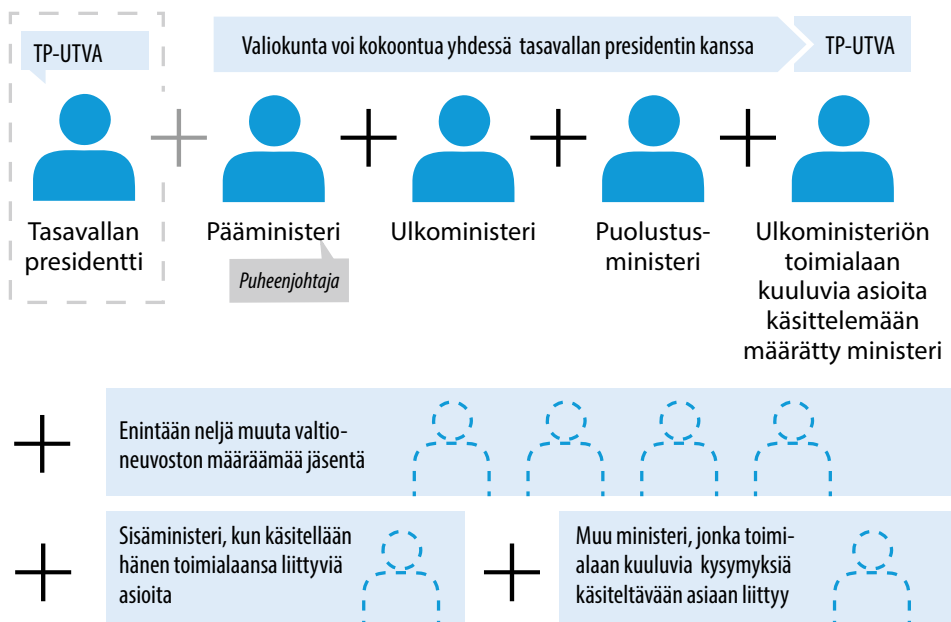 TP-UTVA
Valiokunta voi kokoontua yhdessä tasavallan presidentin kanssa
TP-UTVA
Tasavallan
presidentti
Pääministeri
Puheenjohtaja
Ulkoministeri
Puolustus-
ministeri
Ulkoministeriön
toimialaan
kuuluvia asioita
käsittelemään
määrätty ministeri
Enintään neljä muuta valtio-
neuvoston määräämää jäsentä
Sisäministeri, kun käsitellään
hänen toimialaansa liittyviä
asioita
Muu ministeri, jonka toimi-
alaan kuuluvia kysymyksiä
käsiteltävään asiaan liittyy